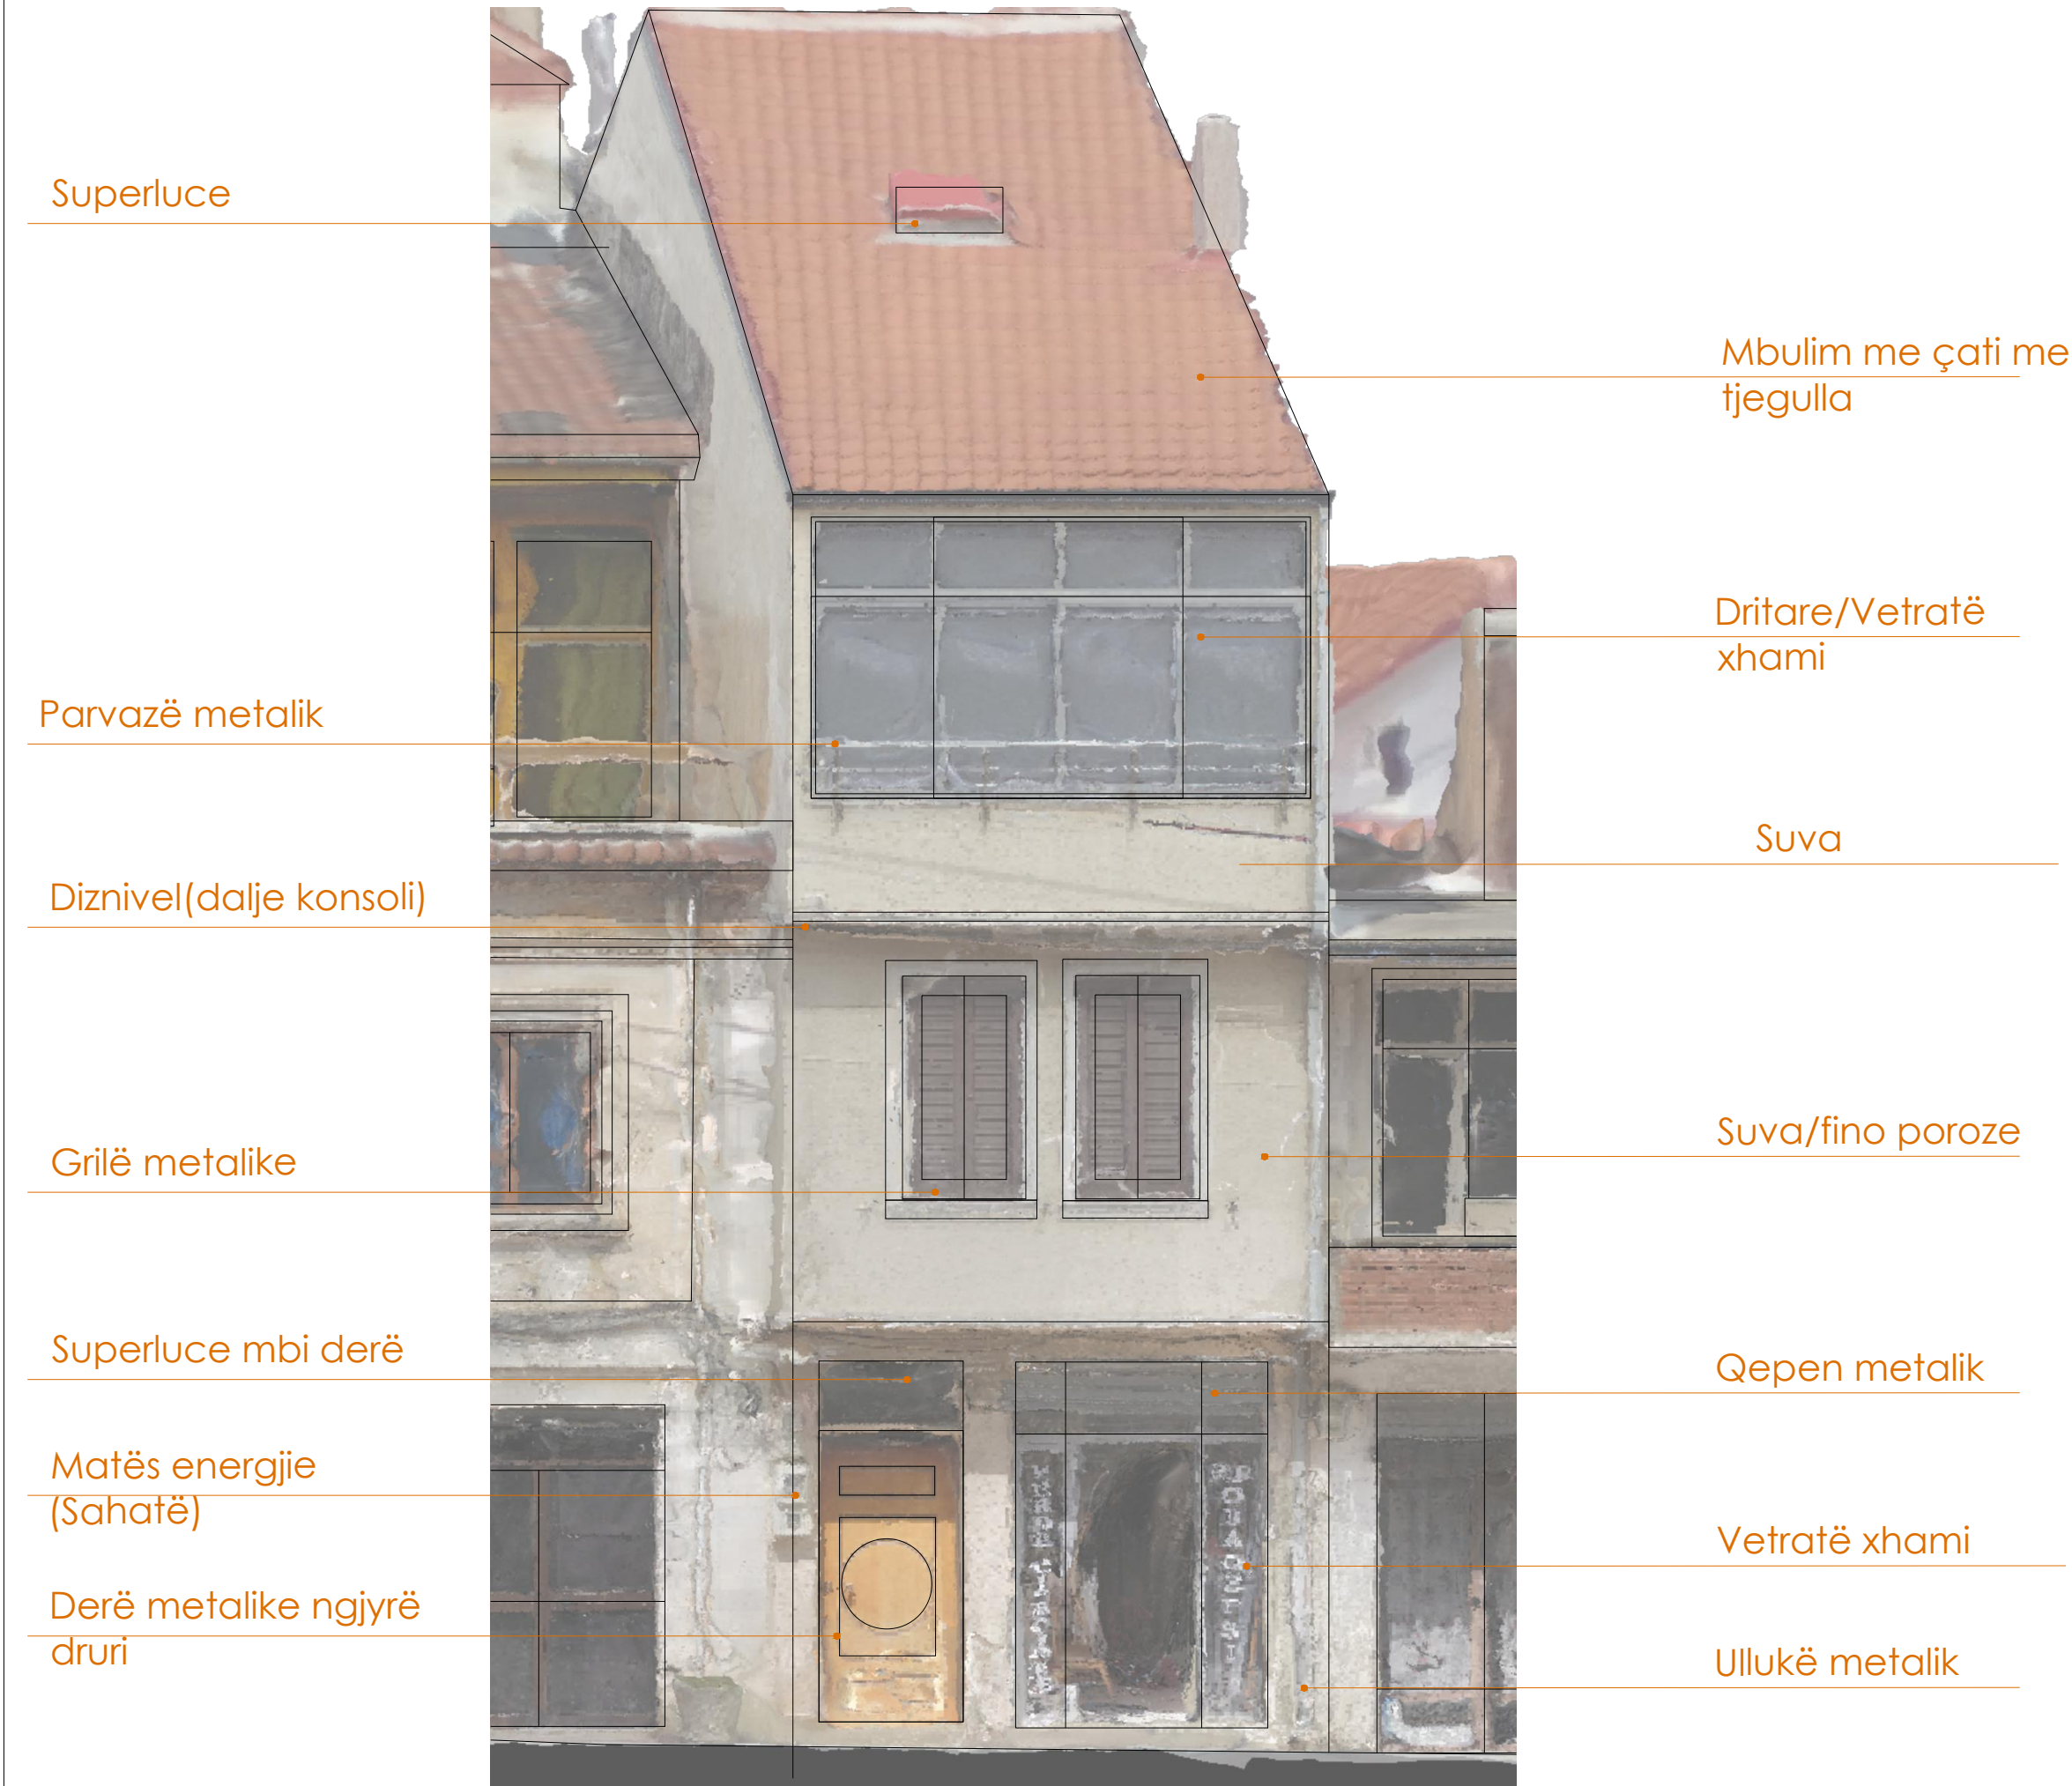 Superluce
Parvazë metalik
Diznivel(dalje konsoli)
Grilë metalike
Superluce mbi derë
Matës energjie
(Sahatë)
Derë metalike ngjyrë
druri
Mbulim me çati me
tjegulla
Dritare/Vetratë
xhami
Suva
Suva/fino poroze
Qepen metalik
Vetratë xhami
Ullukë metalik